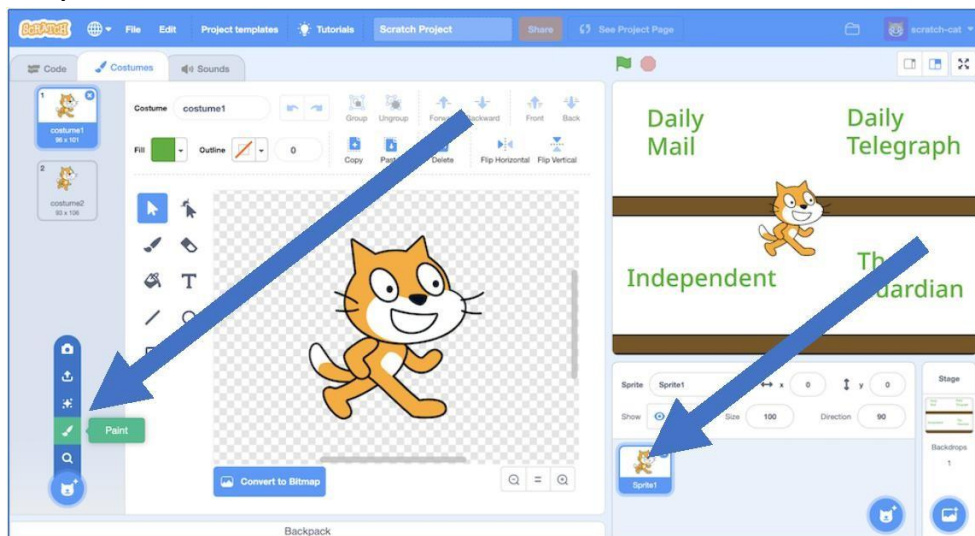 SCRATCH File Edit Project templates Tutorials Scratch Project Share See Project Page scratch-cat
Code Costumes Sounds
1
costume1
96 x 101
2
costume2
93 x 106
Costume costume1 Group Ungroup Forward Backward Front Back
Fill Outline 0 Copy Delete Flip Horizontal Flip Vertical
T
Paint
Convert to Bitmap
Backpack
Daily
Mail
Daily
Telegraph
Independent
Sprite Sprite1 x 0 y 0
Show Size 100 Direction 90
Sprite1
Stage
Backdrops
1